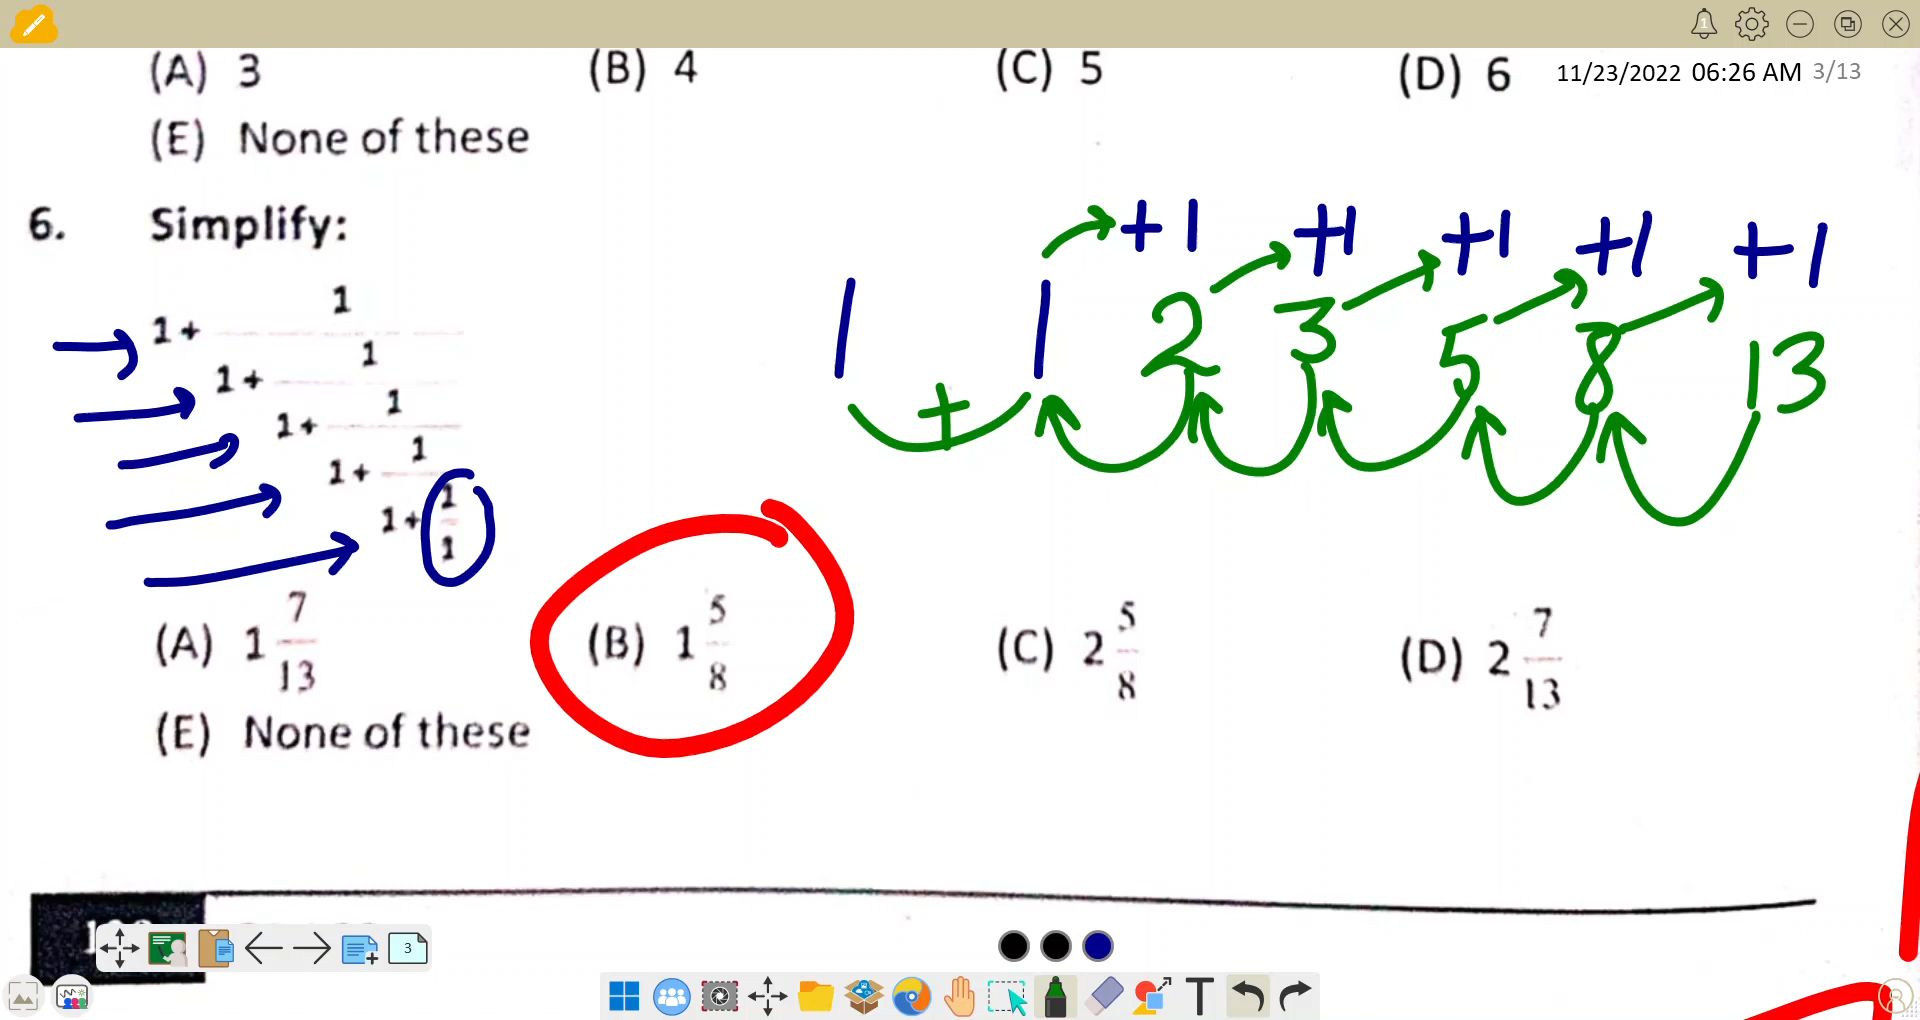 (A) 3 (B) 4 (C) 5 (D) 6 11/23/2022 06:26 AM 3/13
(E) None of these
6. Simplify:
+1 +1 +1 +1 +1
1 1 2 3 5 8 13
+
1
1+
1
1+
1
1+
1
1+
1
1+
1
(A) 1 7/13 (B) 1 5/8 (C) 2 5/8 (D) 2 7/13
(E) None of these
3
1